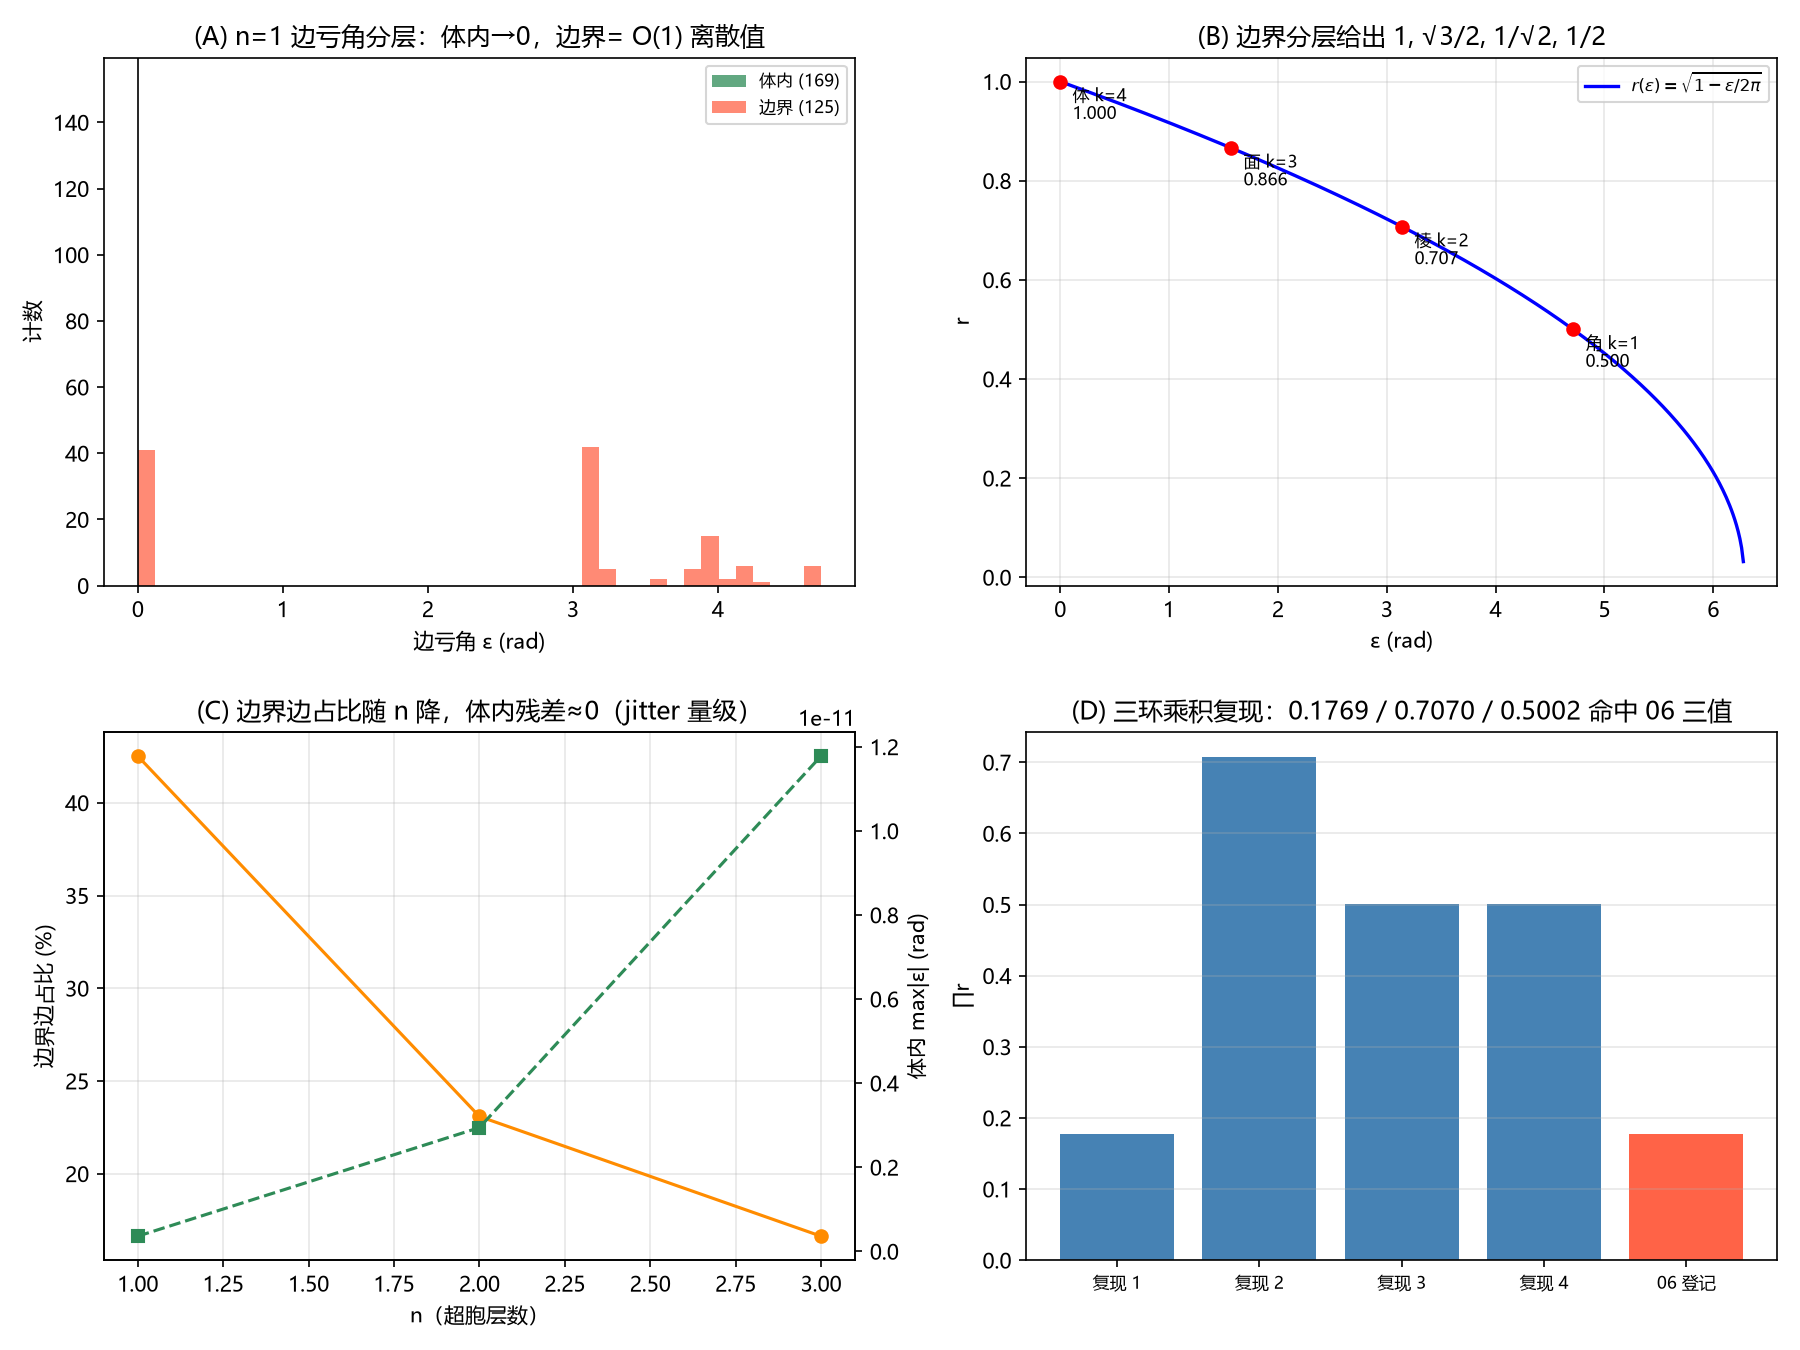 (A) n=1 边亏角分层：体内→0，边界= O(1) 离散值
体内 (169)
边界 (125)
140
120
100
80
60
40
20
0
计数
0
1
2
3
4
边亏角 ε (rad)
(B) 边界分层给出 1, √3/2, 1/√2, 1/2
r(ε) = √1 − ε/2π
1.0
0.8
0.6
0.4
0.2
0.0
r
体 k=4
1.000
面 k=3
0.866
棱 k=2
0.707
角 k=1
0.500
0
1
2
3
4
5
6
ε (rad)
(C) 边界边占比随 n 降，体内残差≈0（jitter 量级）
1e-11
40
35
30
25
20
边界边占比 (%)
1.2
1.0
0.8
0.6
0.4
0.2
0.0
体内 max|ε| (rad)
1.00
1.25
1.50
1.75
2.00
2.25
2.50
2.75
3.00
n（超胞层数）
(D) 三环乘积复现：0.1769 / 0.7070 / 0.5002 命中 06 三值
0.7
0.6
0.5
0.4
0.3
0.2
0.1
0.0
∏r
复现 1
复现 2
复现 3
复现 4
06 登记